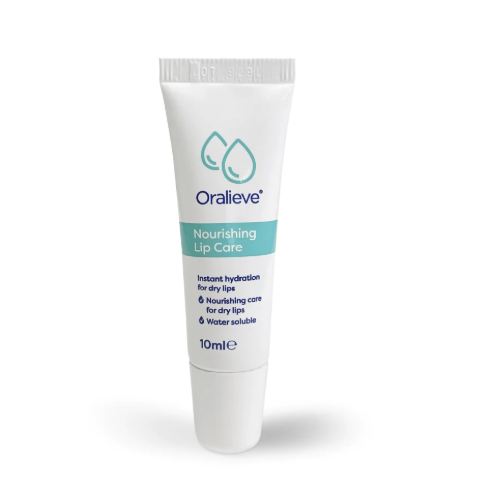 Oralieve®
Nourishing
Lip Care
Instant hydration
for dry lips
Nourishing care
for dry lips
Water soluble
10ml℮